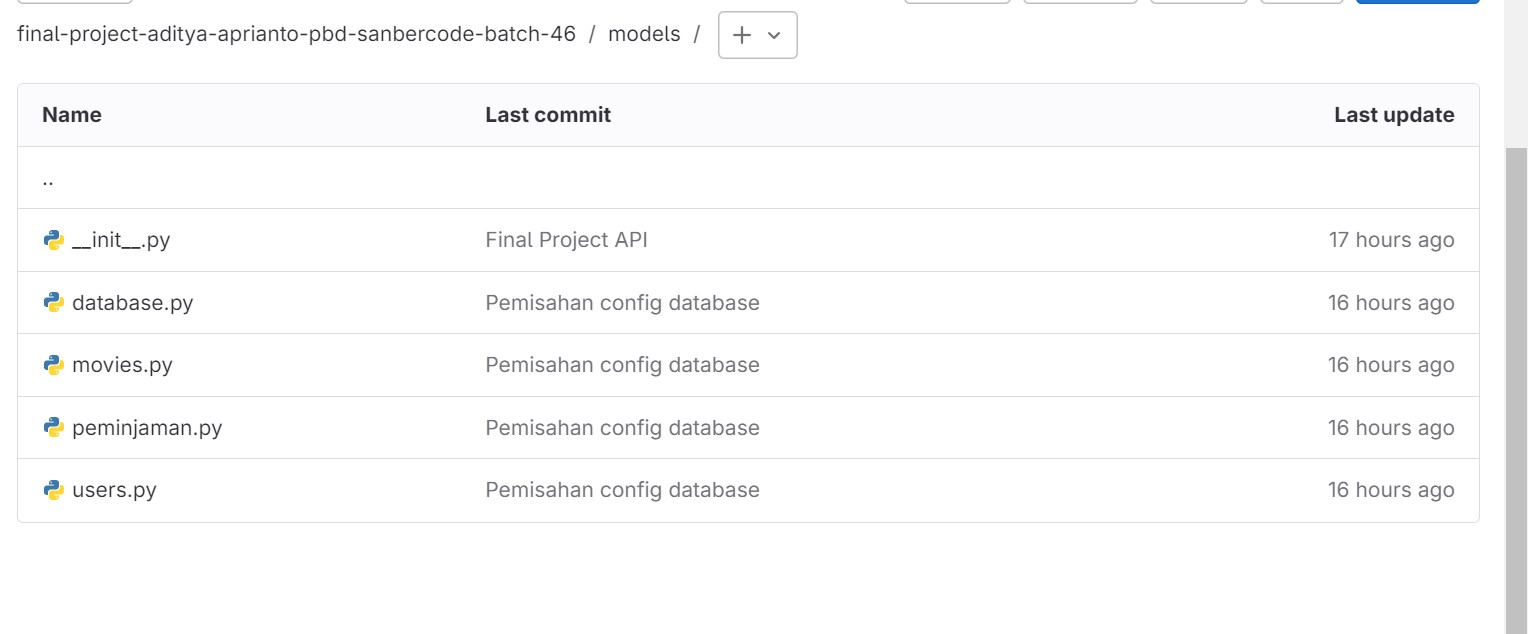 final-project-aditya-aprianto-pbd-sanbercode-batch-46 / models /
Name Last commit Last update
..
__init__.py Final Project API 17 hours ago
database.py Pemisahan config database 16 hours ago
movies.py Pemisahan config database 16 hours ago
peminjaman.py Pemisahan config database 16 hours ago
users.py Pemisahan config database 16 hours ago